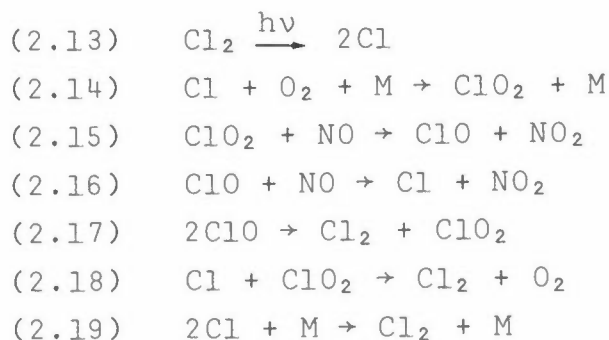 (2.13) Cl₂ hν→ 2Cl
(2.14) Cl + O₂ + M → ClO₂ + M
(2.15) ClO₂ + NO → ClO + NO₂
(2.16) ClO + NO → Cl + NO₂
(2.17) 2ClO → Cl₂ + ClO₂
(2.18) Cl + ClO₂ → Cl₂ + O₂
(2.19) 2Cl + M → Cl₂ + M